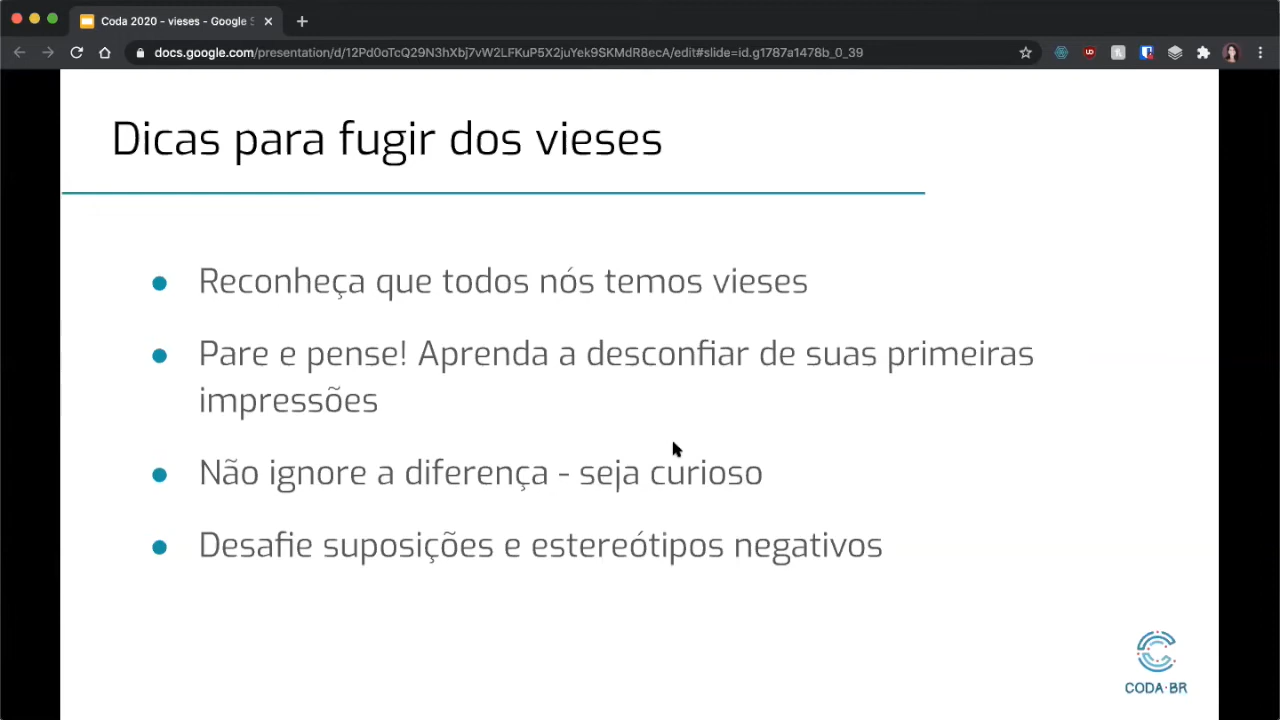 Coda 2020 - vieses - Google S
docs.google.com/presentation/d/12Pd0oTcQ29N3hXbj7vW2LFKuP5X2juYek9SKMdR8ecA/edit#slide=id.g1787a1478b_0_39
Dicas para fugir dos vieses
Reconheça que todos nós temos vieses
Pare e pense! Aprenda a desconfiar de suas primeiras
impressões
Não ignore a diferença - seja curioso
Desafie suposições e estereótipos negativos
CODA·BR